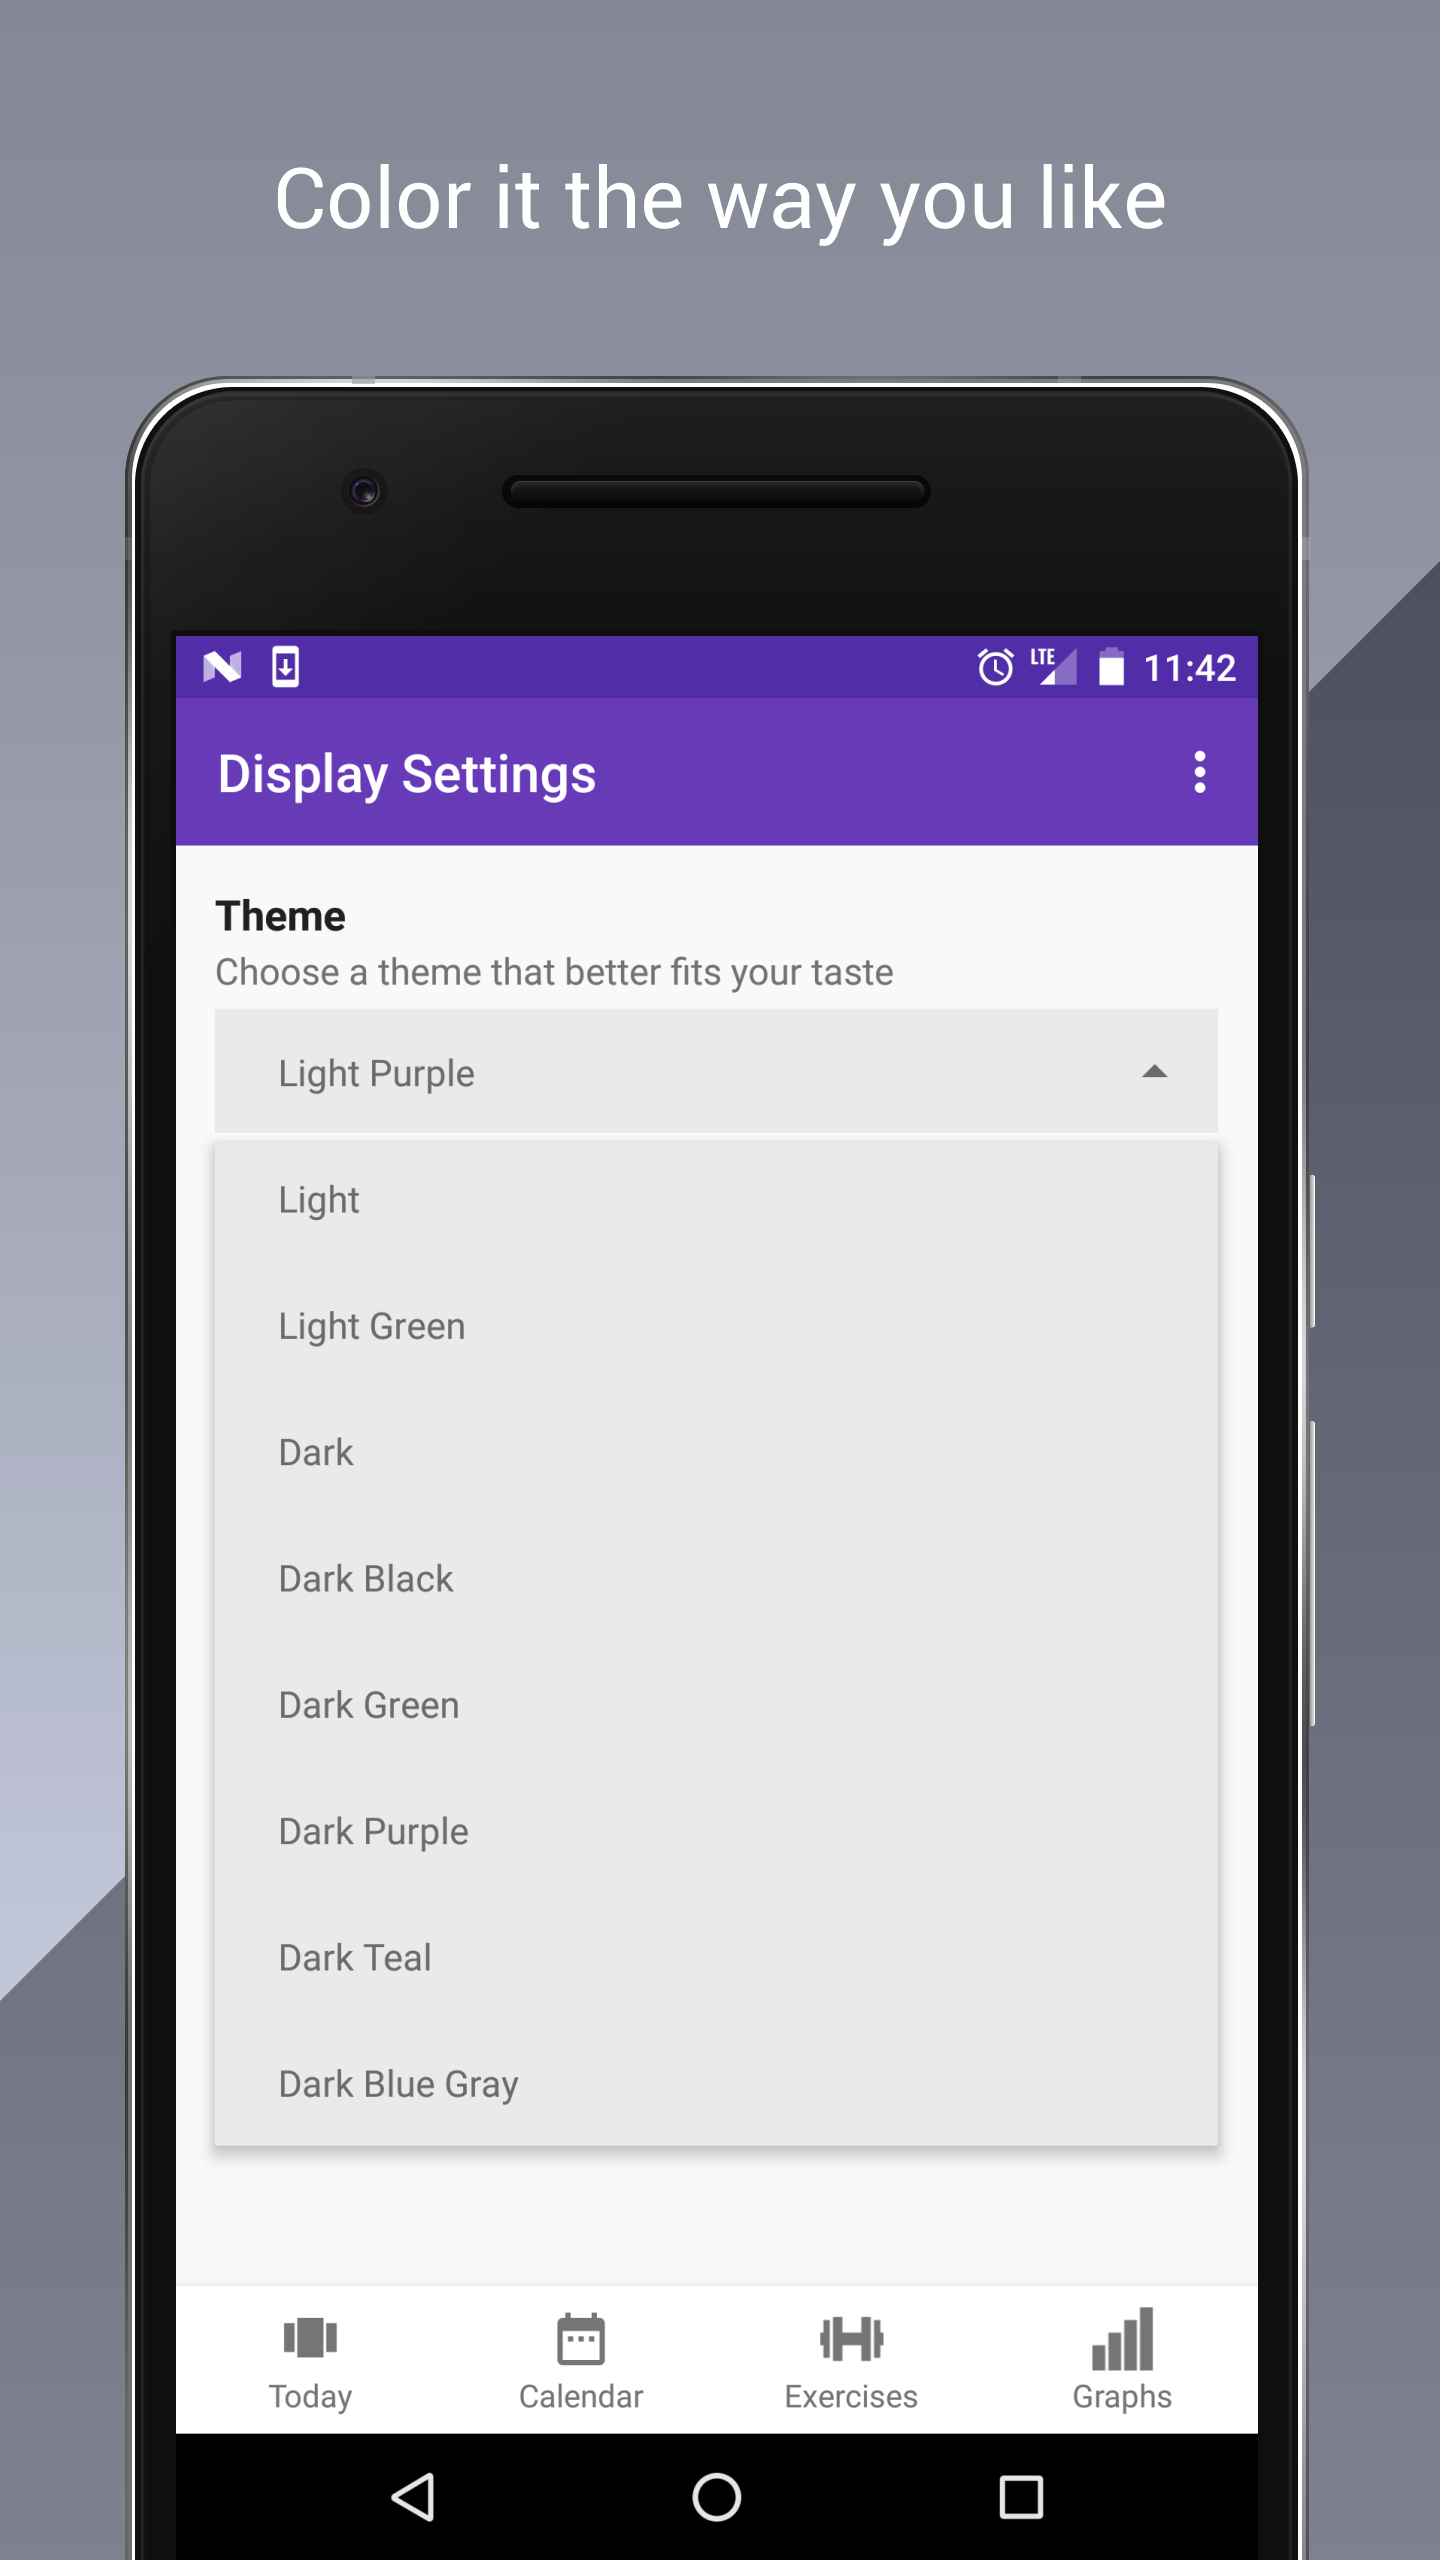 Color it the way you like
LTE 11:42
Display Settings
Theme
Choose a theme that better fits your taste
Light Purple
Light
Light Green
Dark
Dark Black
Dark Green
Dark Purple
Dark Teal
Dark Blue Gray
Today Calendar Exercises Graphs